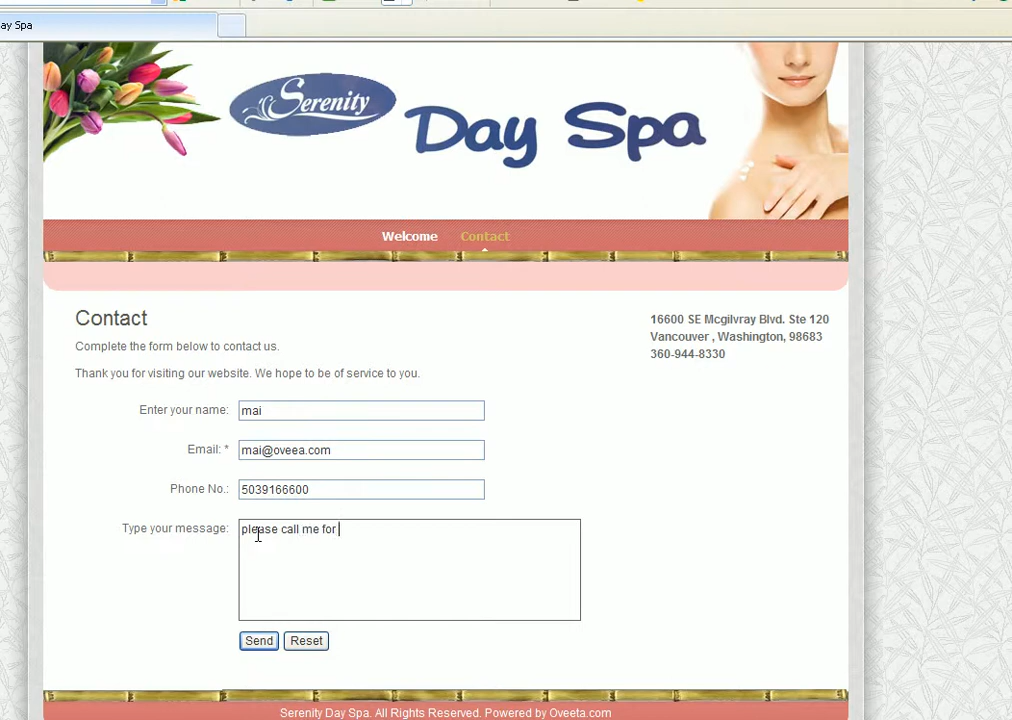 ay Spa
Serenity
Day Spa
Welcome Contact
Contact
Complete the form below to contact us.
Thank you for visiting our website. We hope to be of service to you.
16600 SE Mcgilvray Blvd. Ste 120
Vancouver , Washington, 98683
360-944-8330
Enter your name: mai
Email: * mai@oveea.com
Phone No.: 5039166600
Type your message: please call me for
Send Reset
Serenity Day Spa. All Rights Reserved. Powered by Oveeta.com